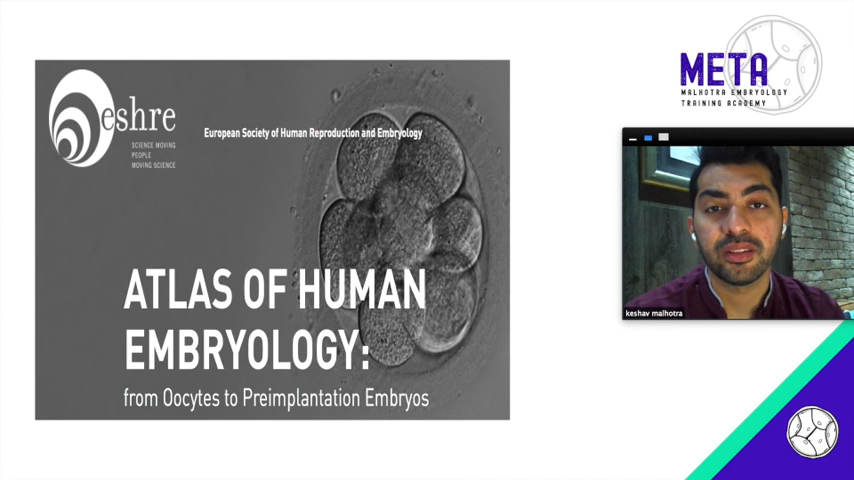 eshre
SCIENCE MOVING
PEOPLE
MOVING SCIENCE
European Society of Human Reproduction and Embryology
ATLAS OF HUMAN
EMBRYOLOGY:
from Oocytes to Preimplantation Embryos
META
MALHOTRA EMBRYOLOGY
TRAINING ACADEMY
keshav malhotra